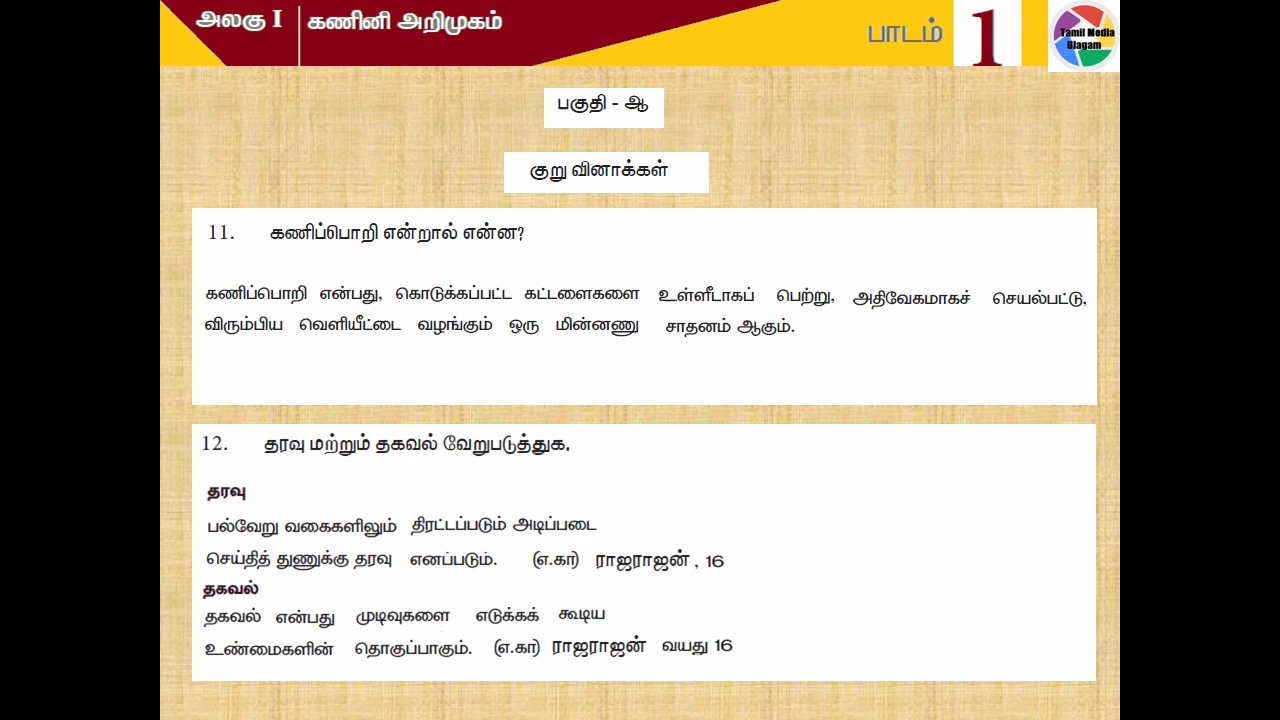 அலகு I கணினி அறிமுகம்
பாடம் 1
Tamil Media
Ulagam
பகுதி - ஆ
குறு வினாக்கள்
11. கணிப்பொறி என்றால் என்ன?
கணிப்பொறி என்பது, கொடுக்கப்பட்ட கட்டளைகளை உள்ளீடாகப் பெற்று, அதிவேகமாகச் செயல்பட்டு,
விரும்பிய வெளியீட்டை வழங்கும் ஒரு மின்னணு சாதனம் ஆகும்.
12. தரவு மற்றும் தகவல் வேறுபடுத்துக.
தரவு
பல்வேறு வகைகளிலும் திரட்டப்படும் அடிப்படை
செய்தித் துணுக்கு தரவு எனப்படும். (எ.கா) ராஜராஜன் , 16
தகவல்
தகவல் என்பது முடிவுகளை எடுக்கக் கூடிய
உண்மைகளின் தொகுப்பாகும். (எ.கா) ராஜராஜன் வயது 16